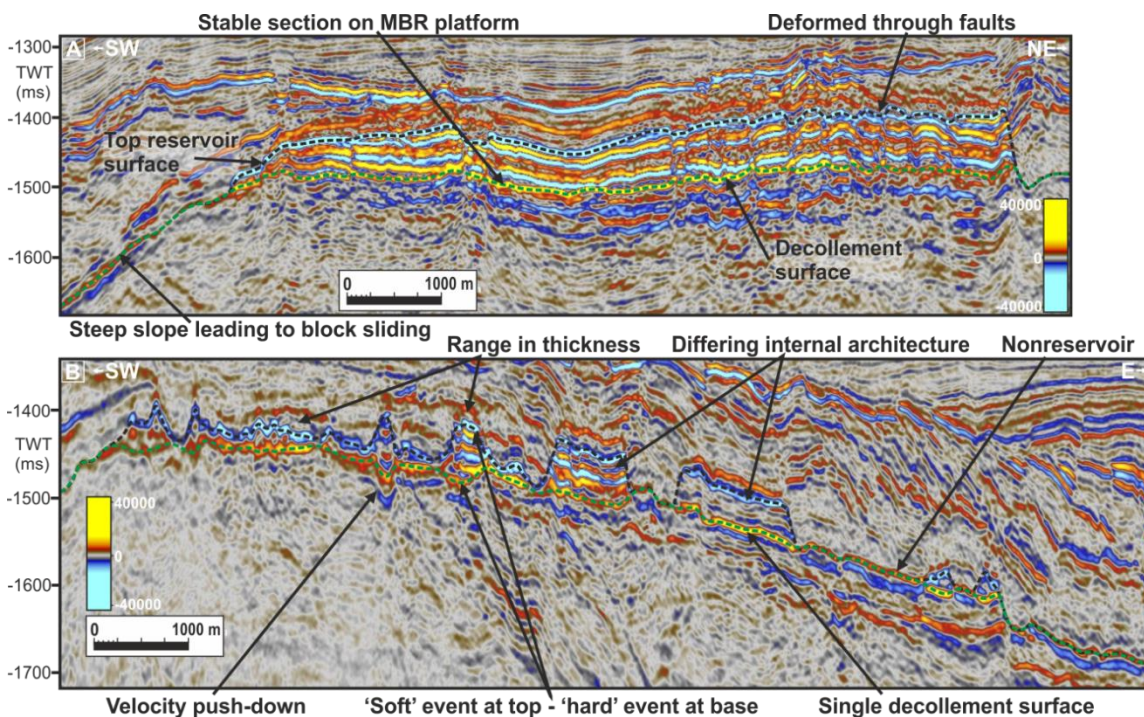 Stable section on MBR platform
Deformed through faults
-1300
A ←SW
NE→
TWT
(ms)
-1400
Top reservoir
surface
-1500
40000
0
-40000
-1600
Decollement
surface
0 1000 m
Steep slope leading to block sliding
Range in thickness
Differing internal architecture
Nonreservoir
B ←SW
E→
-1400
TWT
(ms)
-1500
40000
0
-40000
-1600
0 1000 m
-1700
Velocity push-down
‘Soft’ event at top - ‘hard’ event at base
Single decollement surface